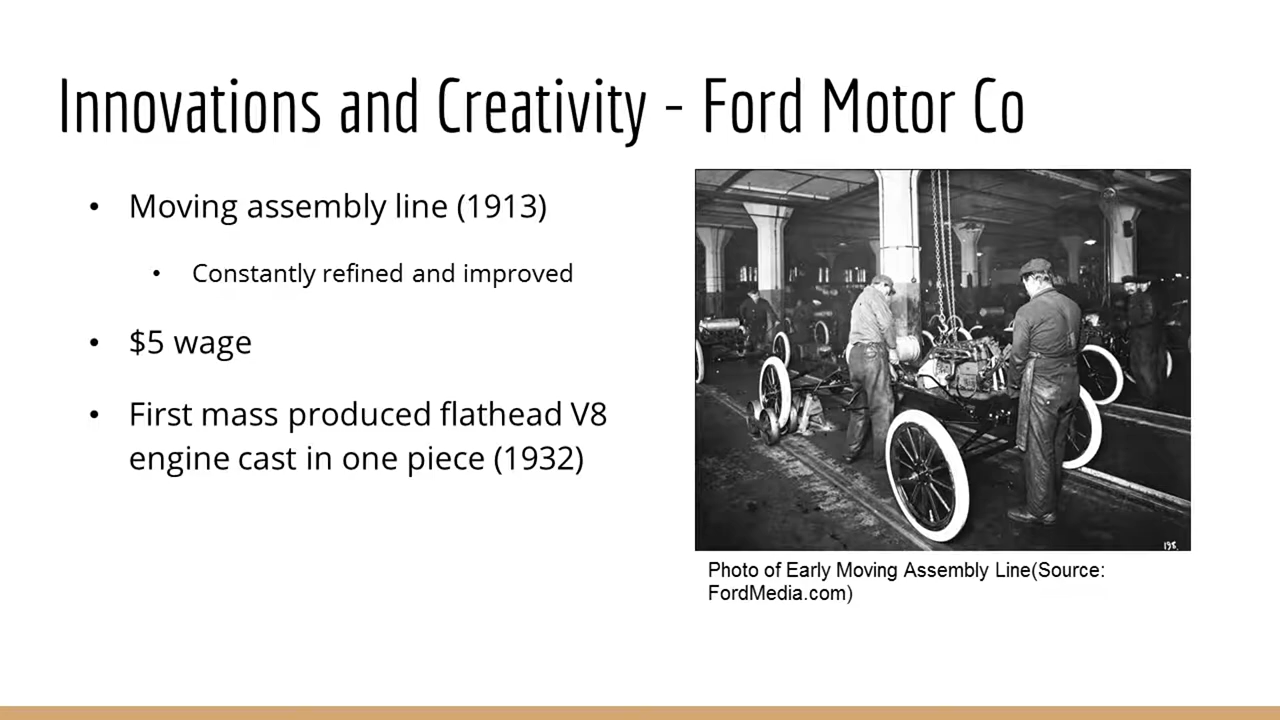 Innovations and Creativity - Ford Motor Co
• Moving assembly line (1913)
• Constantly refined and improved
• $5 wage
• First mass produced flathead V8
engine cast in one piece (1932)
198.
Photo of Early Moving Assembly Line(Source:
FordMedia.com)